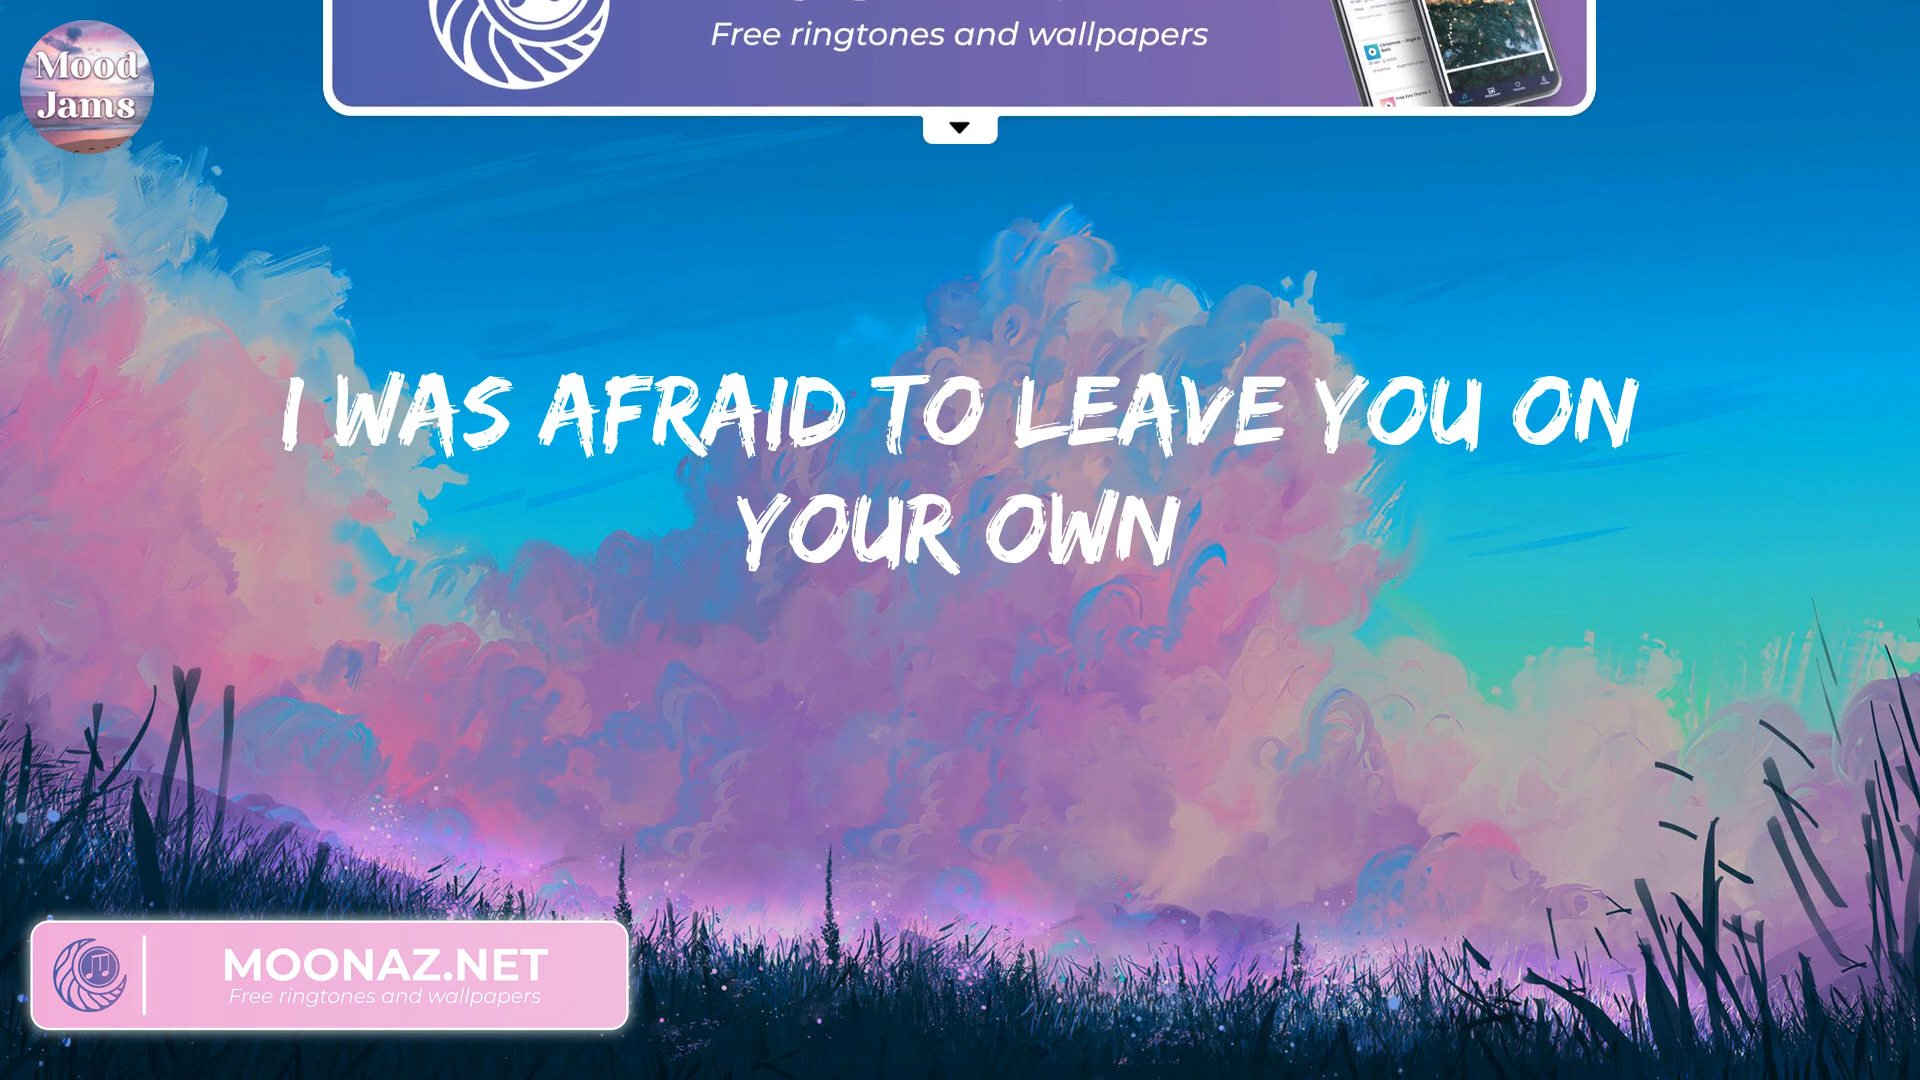 Mood
Jams
Free ringtones and wallpapers
I WAS AFRAID TO LEAVE YOU ON
YOUR OWN
MOONAZ.NET
Free ringtones and wallpapers